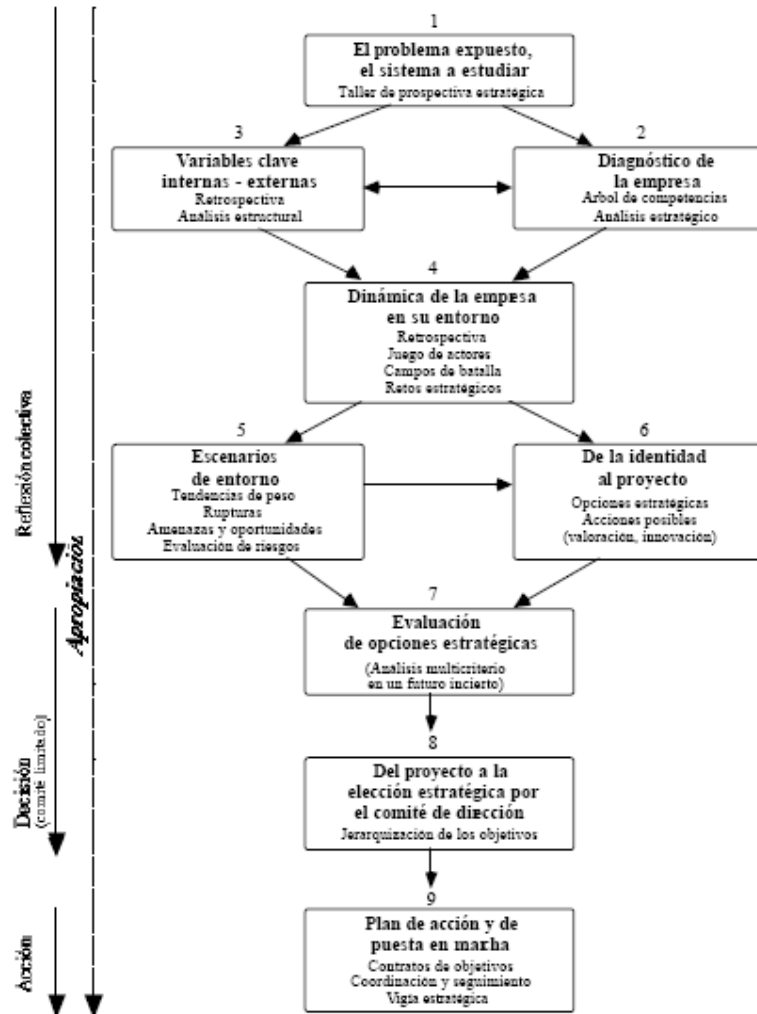 1
El problema expuesto,
el sistema a estudiar
Taller de prospectiva estratégica
3
Variables clave
internas - externas
Retrospectiva
Análisis estructural
2
Diagnóstico de
la empresa
Arbol de competencias
Análisis estratégico
4
Dinámica de la empresa
en su entorno
Retrospectiva
Juego de actores
Campos de batalla
Retos estratégicos
5
Escenarios
de entorno
Tendencias de peso
Rupturas
Amenazas y oportunidades
Evaluación de riesgos
6
De la identidad
al proyecto
Opciones estratégicas
Acciones posibles
(valoración, innovación)
7
Evaluación
de opciones estratégicas
(Análisis multicriterio
en un futuro incierto)
8
Del proyecto a la
elección estratégica por
el comité de dirección
Jerarquización de los objetivos
9
Plan de acción y de
puesta en marcha
Contratos de objetivos
Coordinación y seguimiento
Vigía estratégica
Reflexión colectiva
Apropiación
Decisión
(comité limitado)
Acción